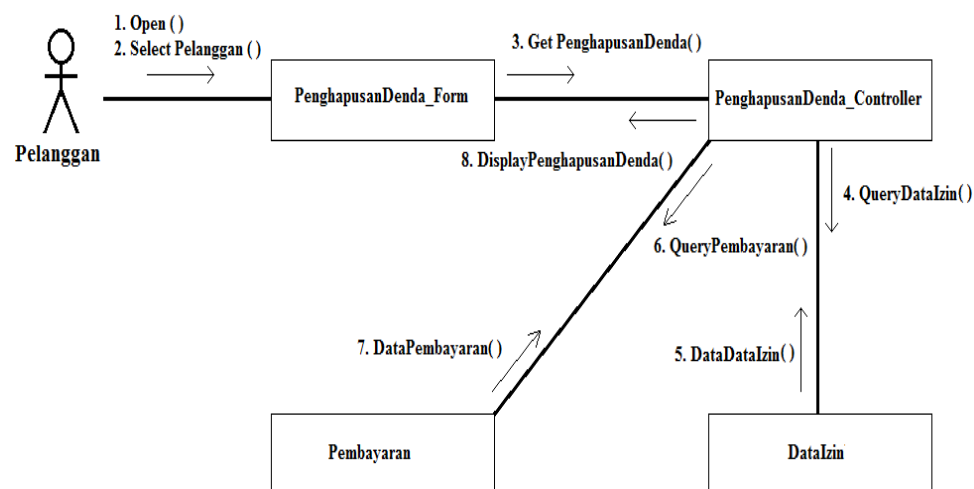 1. Open ( )
2. Select Pelanggan ( )
3. Get PenghapusanDenda( )
PenghapusanDenda_Form
PenghapusanDenda_Controller
Pelanggan
8. DisplayPenghapusanDenda( )
4. QueryDataIzin( )
6. QueryPembayaran( )
7. DataPembayaran( )
5. DataDataIzin( )
Pembayaran
DataIzin